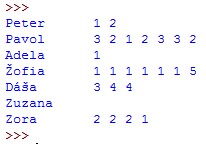 >>>
Peter 1 2
Pavol 3 2 1 2 3 3 2
Adela 1
Žofia 1 1 1 1 1 1 5
Dáša 3 4 4
Zuzana
Zora 2 2 2 1
>>>